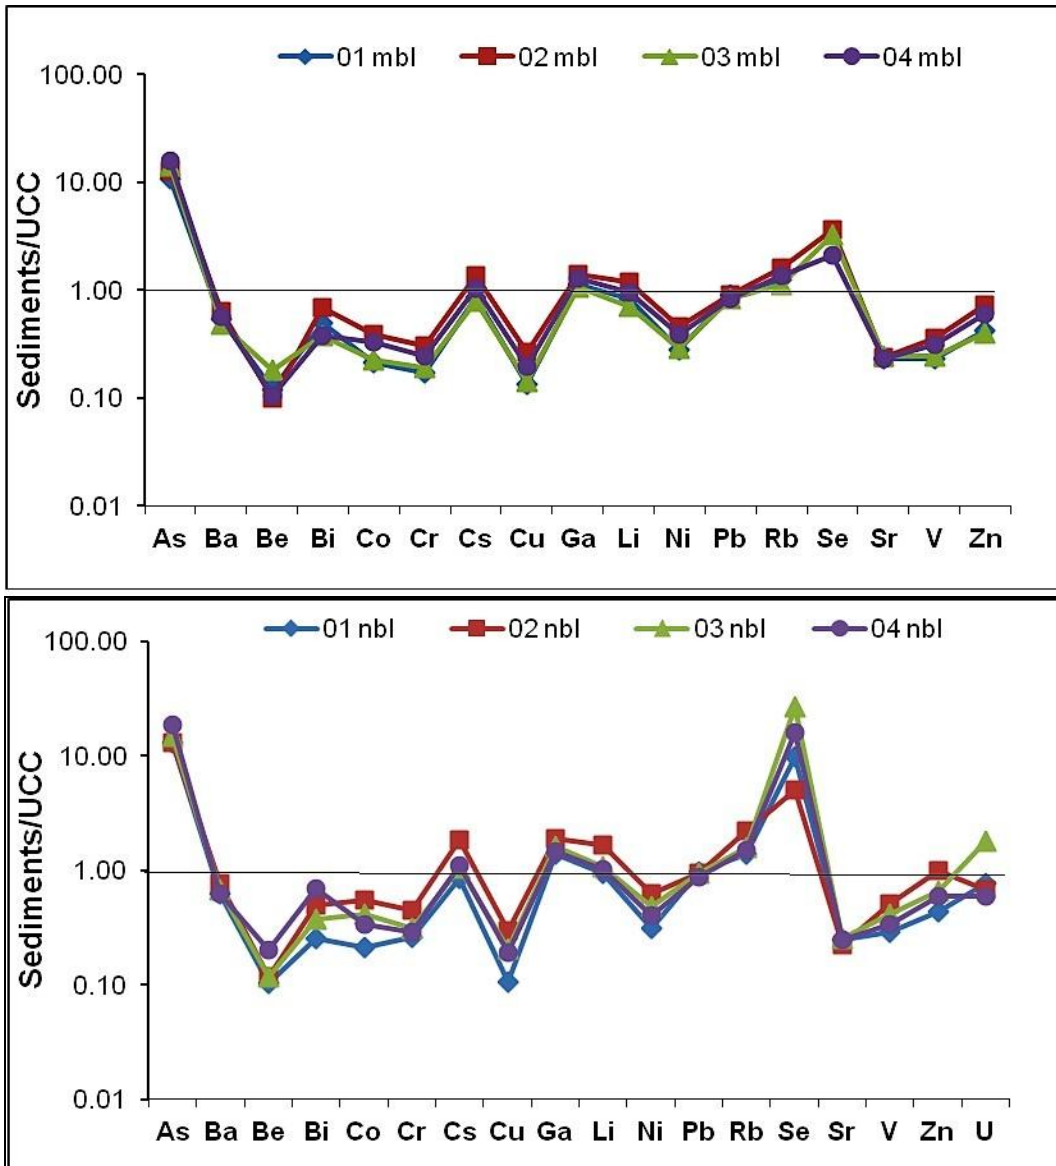 01 mbl 02 mbl 03 mbl 04 mbl
100.00
10.00
1.00
0.10
0.01
Sediments/UCC
As Ba Be Bi Co Cr Cs Cu Ga Li Ni Pb Rb Se Sr V Zn
01 nbl 02 nbl 03 nbl 04 nbl
100.00
10.00
1.00
0.10
0.01
Sediments/UCC
As Ba Be Bi Co Cr Cs Cu Ga Li Ni Pb Rb Se Sr V Zn U